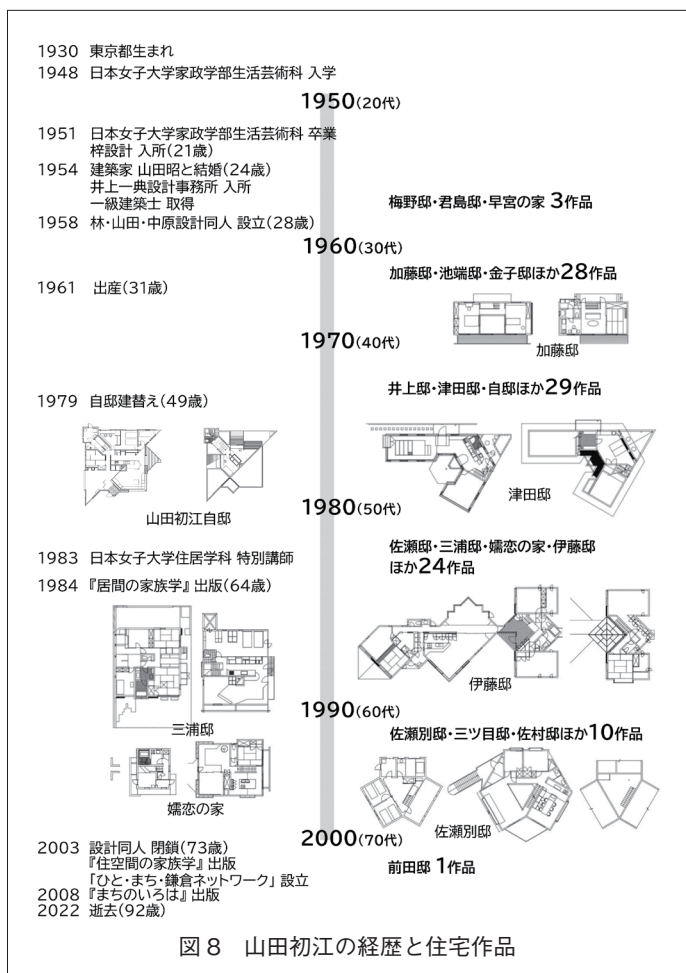 1930 東京都生まれ
1948 日本女子大学家政学部生活芸術科 入学
1950(20代)
1951 日本女子大学家政学部生活芸術科 卒業
梓設計 入所(21歳)
1954 建築家 山田昭と結婚(24歳)
井上一典設計事務所 入所
一級建築士 取得
梅野邸・君島邸・早宮の家 3作品
1958 林・山田・中原設計同人 設立(28歳)
1960(30代)
加藤邸・池端邸・金子邸ほか28作品
1961 出産(31歳)
加藤邸
1970(40代)
井上邸・津田邸・自邸ほか29作品
1979 自邸建替え(49歳)
山田初江自邸
津田邸
1980(50代)
佐瀬邸・三浦邸・嬬恋の家・伊藤邸
ほか24作品
1983 日本女子大学住居学科 特別講師
1984 『居間の家族学』 出版(64歳)
三浦邸
伊藤邸
1990(60代)
佐瀬別邸・三ツ目邸・佐村邸ほか10作品
嬬恋の家
佐瀬別邸
2000(70代)
前田邸 1作品
2003 設計同人 閉鎖(73歳)
『住空間の家族学』 出版
「ひと・まち・鎌倉ネットワーク」 設立
2008 『まちのいろは』 出版
2022 逝去(92歳)
図8 山田初江の経歴と住宅作品